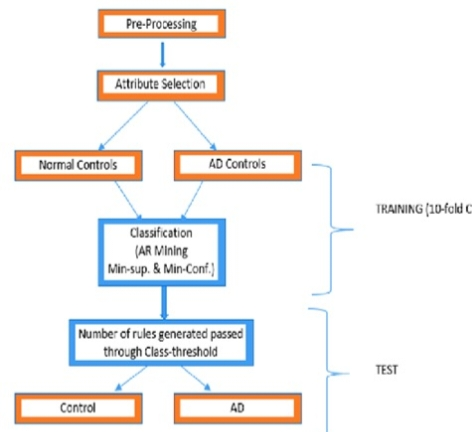 Pre-Processing
Attribute Selection
Normal Controls
AD Controls
TRAINING (10-fold C
Classification
(AR Mining
Min-sup. & Min-Conf.)
Number of rules generated passed
through Class-threshold
TEST
Control
AD